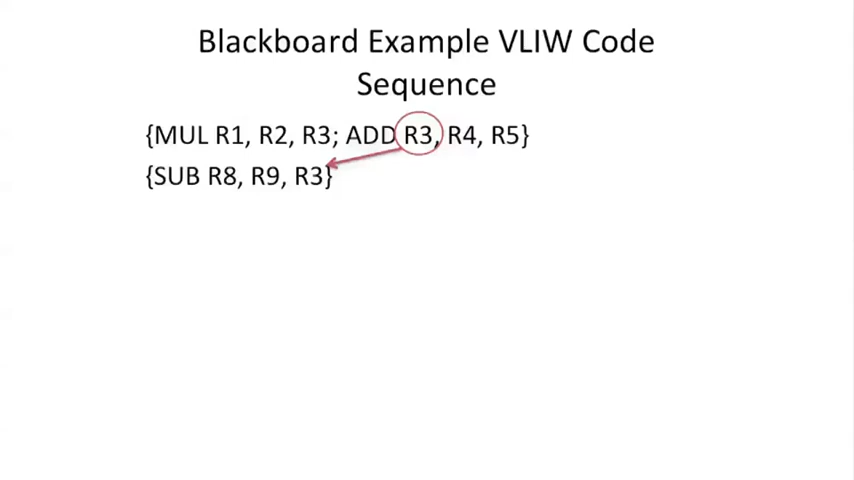 Blackboard Example VLIW Code
Sequence
{MUL R1, R2, R3; ADD R3, R4, R5}
{SUB R8, R9, R3}